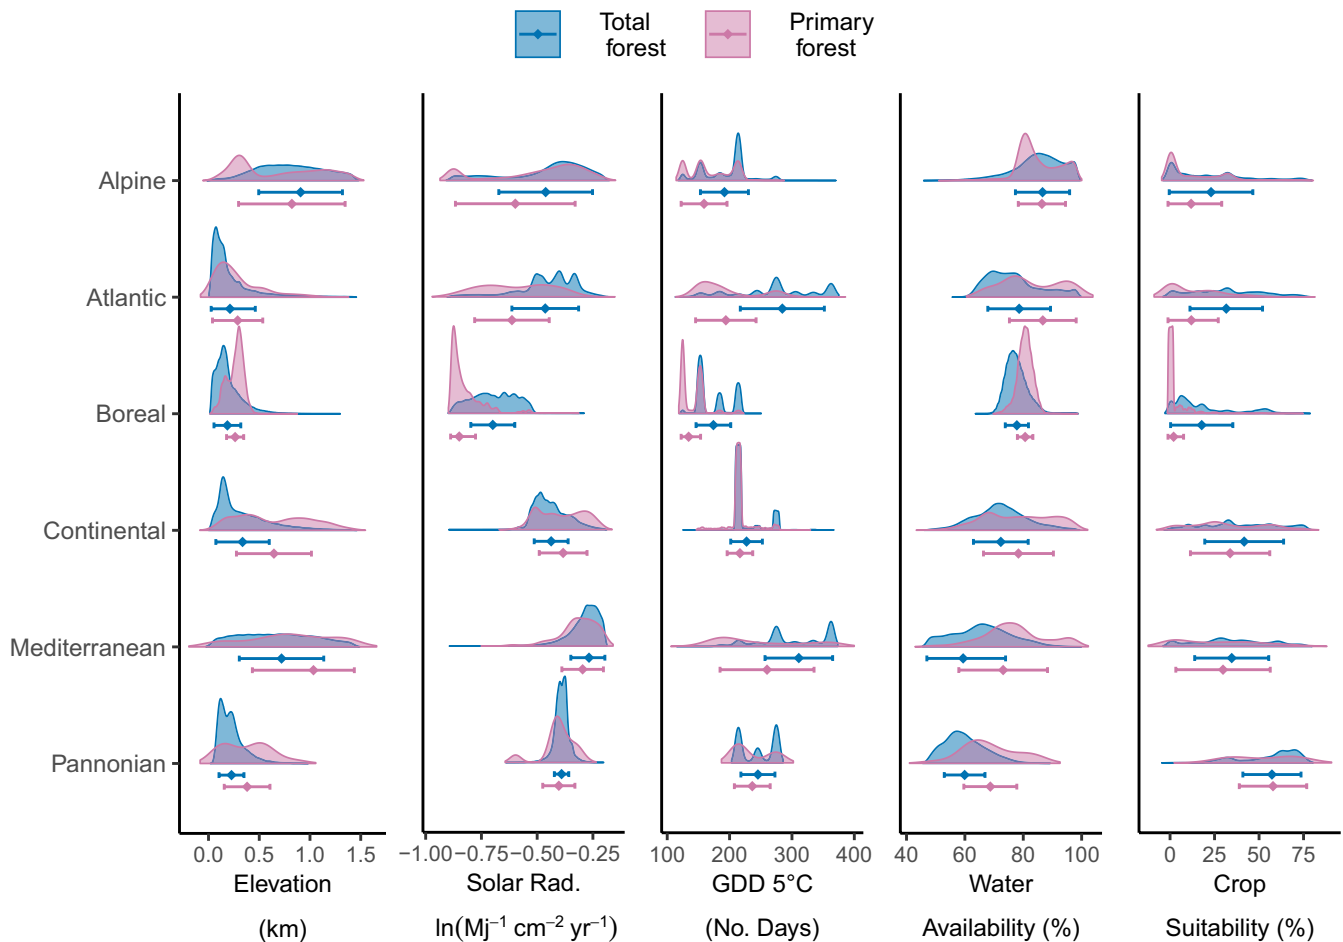 Total forest
Primary forest
Alpine
Atlantic
Boreal
Continental
Mediterranean
Pannonian
0.0 0.5 1.0 1.5
−1.00 −0.75 −0.50 −0.25
100 200 300 400
40 60 80 100
0 25 50 75
Elevation
(km)
Solar Rad.
ln(Mj⁻¹ cm⁻² yr⁻¹)
GDD 5°C
(No. Days)
Water
Availability (%)
Crop
Suitability (%)